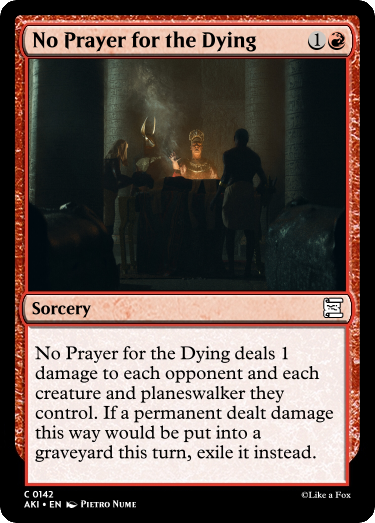 No Prayer for the Dying 1
Sorcery
No Prayer for the Dying deals 1
damage to each opponent and each
creature and planeswalker they
control. If a permanent dealt damage
this way would be put into a
graveyard this turn, exile it instead.
C 0142
AKI • EN Pietro Nume
©Like a Fox